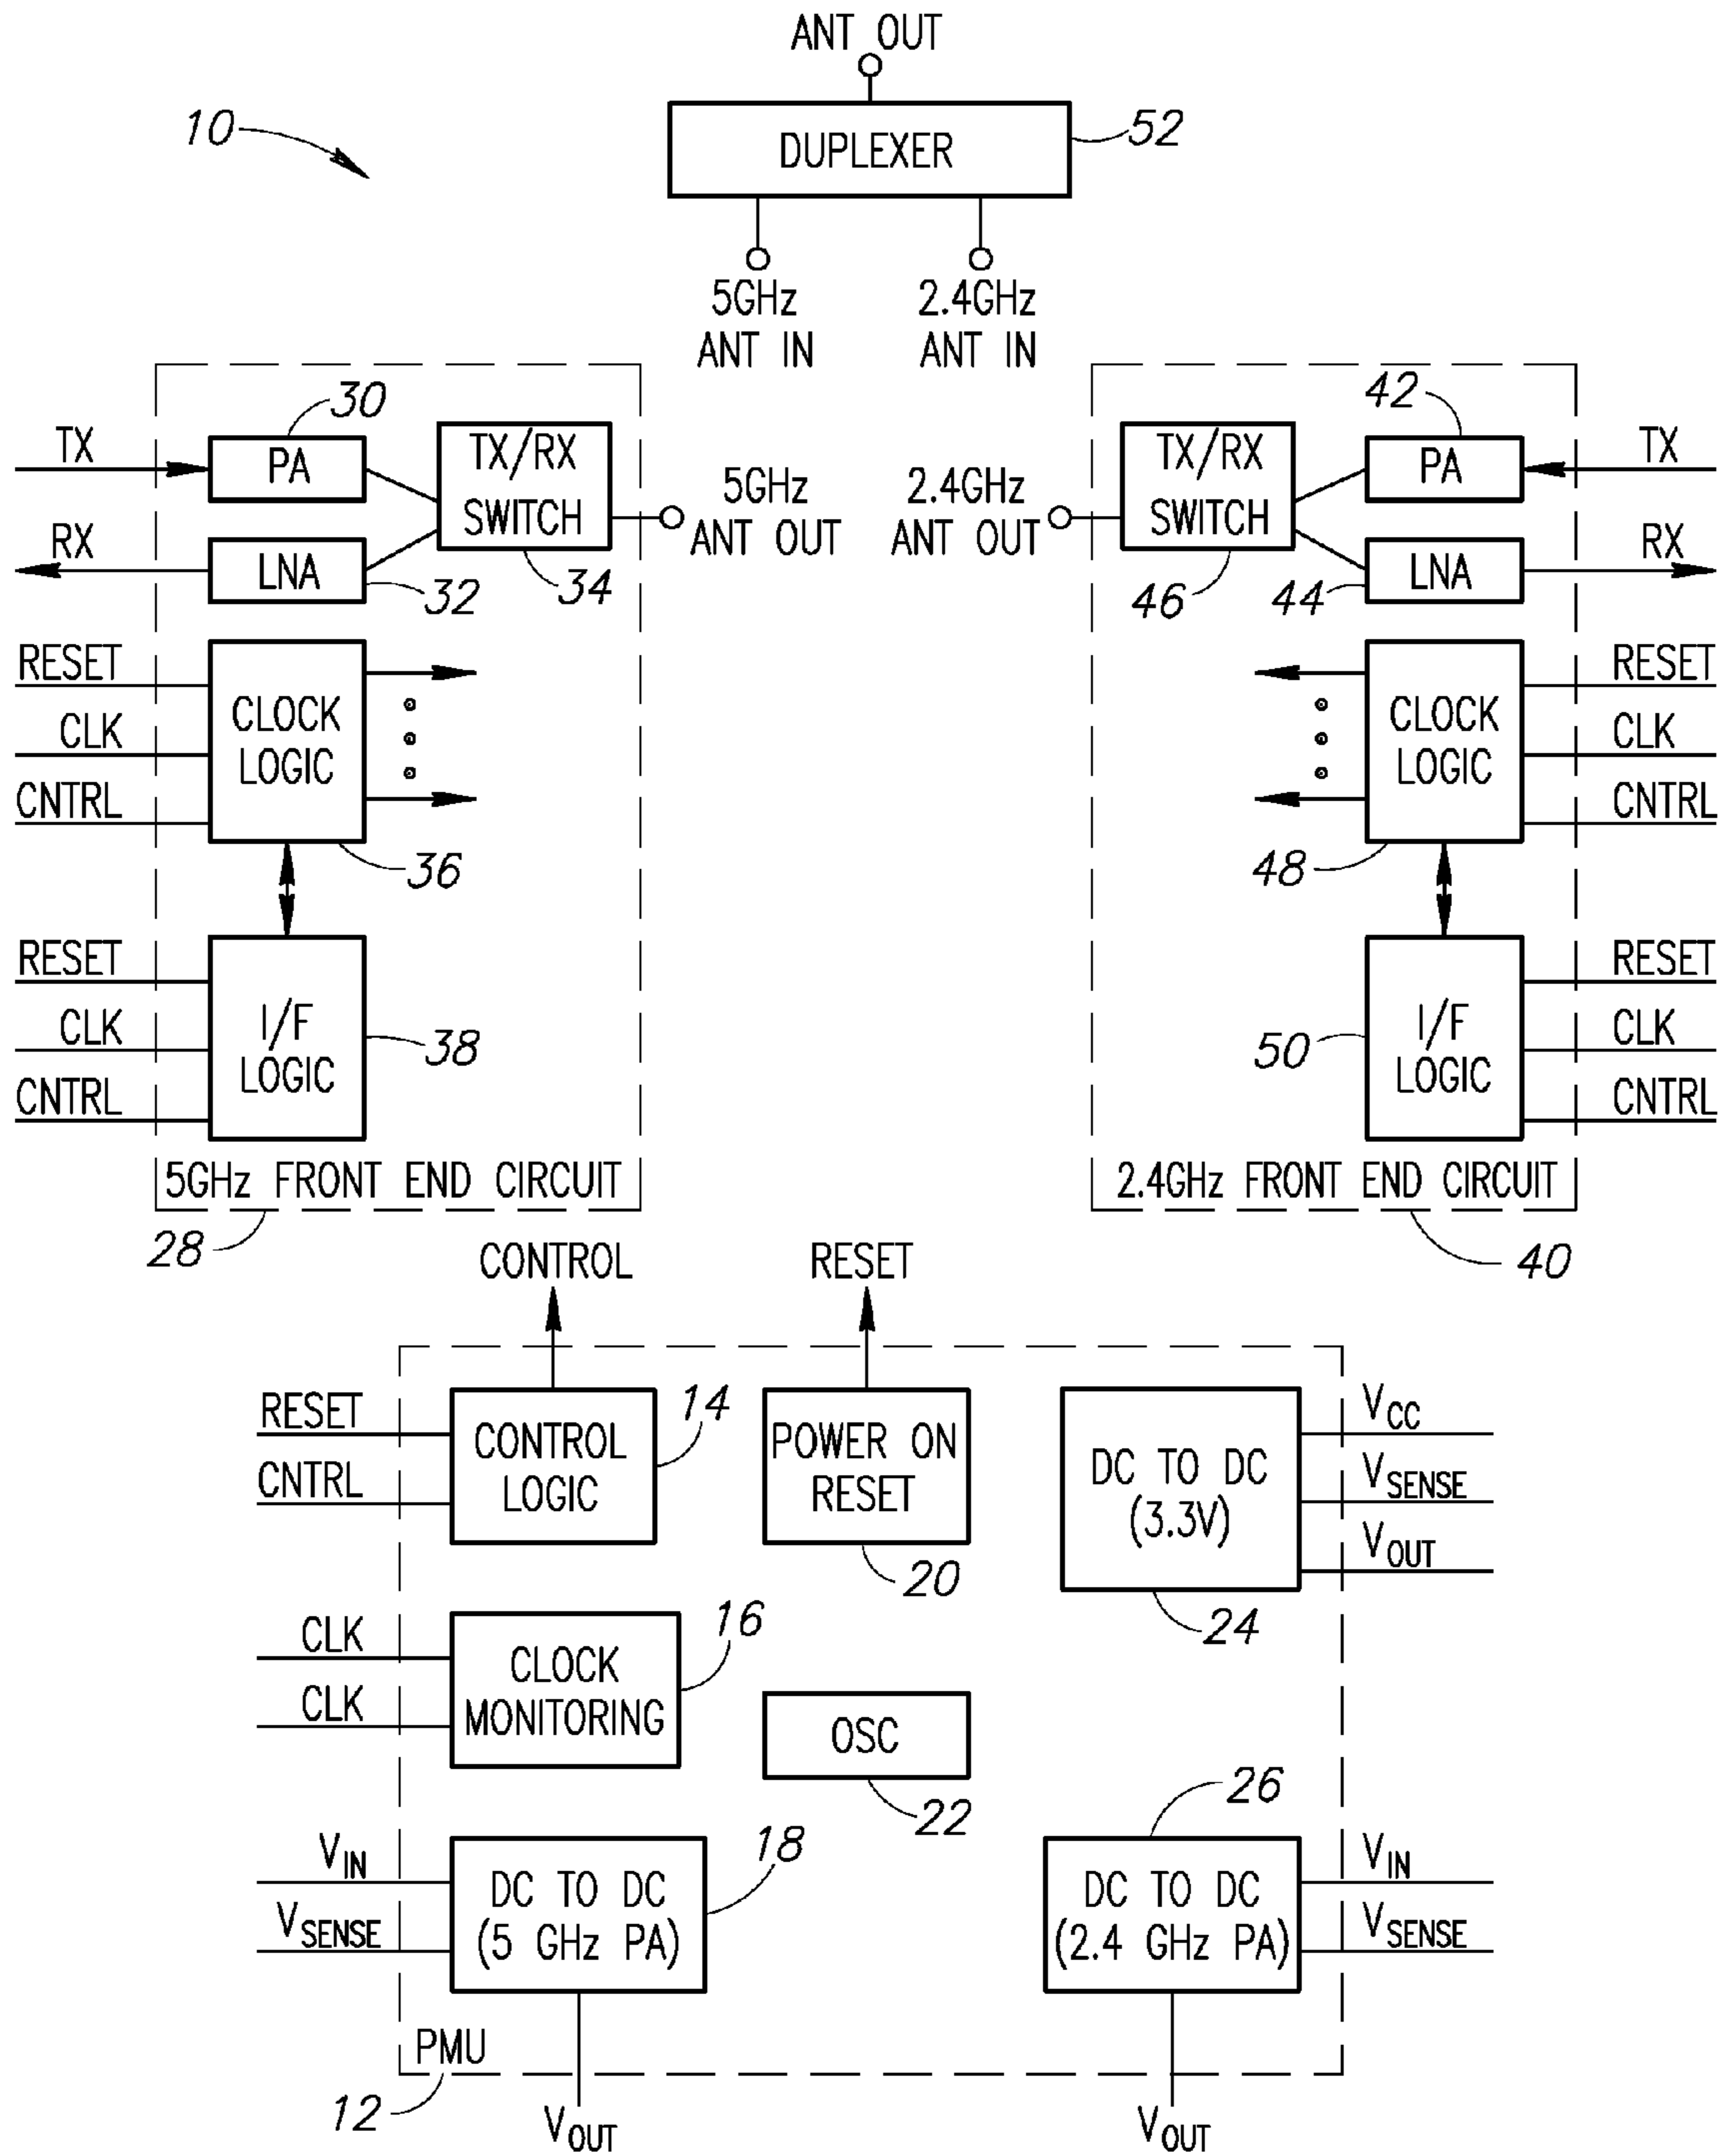 ANT OUT
10
DUPLEXER
52
5GHz
ANT IN
2.4GHz
ANT IN
TX
30
PA
TX/RX
SWITCH
34
RX
LNA
32
5GHz
ANT OUT
RESET
CLK
CNTRL
CLOCK
LOGIC
36
RESET
CLK
CNTRL
I/F
LOGIC
38
5GHz FRONT END CIRCUIT
28
2.4GHz
ANT OUT
TX/RX
SWITCH
46
42
PA
TX
44
LNA
RX
CLOCK
LOGIC
48
RESET
CLK
CNTRL
I/F
LOGIC
50
RESET
CLK
CNTRL
2.4GHz FRONT END CIRCUIT
40
CONTROL
RESET
RESET
CNTRL
CONTROL
LOGIC
14
POWER ON
RESET
20
DC TO DC
(3.3V)
24
VCC
VSENSE
VOUT
CLK
CLK
CLOCK
MONITORING
16
OSC
22
VIN
VSENSE
DC TO DC
(5 GHz PA)
18
26
DC TO DC
(2.4 GHz PA)
VIN
VSENSE
PMU
12
VOUT
VOUT